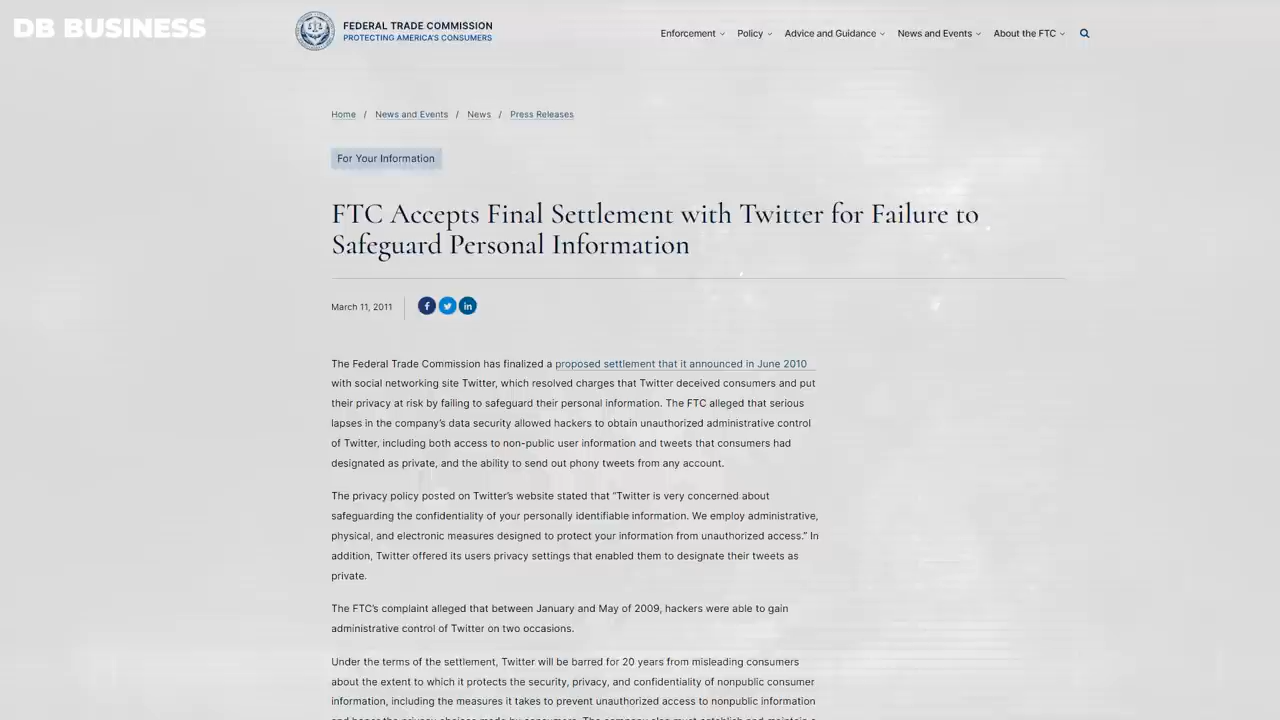 DB BUSINESS
FEDERAL TRADE COMMISSION
PROTECTING AMERICA'S CONSUMERS
Enforcement Policy Advice and Guidance News and Events About the FTC
Home / News and Events / News / Press Releases
For Your Information
FTC Accepts Final Settlement with Twitter for Failure to
Safeguard Personal Information
March 11, 2011
The Federal Trade Commission has finalized a proposed settlement that it announced in June 2010
with social networking site Twitter, which resolved charges that Twitter deceived consumers and put
their privacy at risk by failing to safeguard their personal information. The FTC alleged that serious
lapses in the company's data security allowed hackers to obtain unauthorized administrative control
of Twitter, including both access to non-public user information and tweets that consumers had
designated as private, and the ability to send out phony tweets from any account.
The privacy policy posted on Twitter's website stated that "Twitter is very concerned about
safeguarding the confidentiality of your personally identifiable information. We employ administrative,
physical, and electronic measures designed to protect your information from unauthorized access." In
addition, Twitter offered its users privacy settings that enabled them to designate their tweets as
private.
The FTC's complaint alleged that between January and May of 2009, hackers were able to gain
administrative control of Twitter on two occasions.
Under the terms of the settlement, Twitter will be barred for 20 years from misleading consumers
about the extent to which it protects the security, privacy, and confidentiality of nonpublic consumer
information, including the measures it takes to prevent unauthorized access to nonpublic information